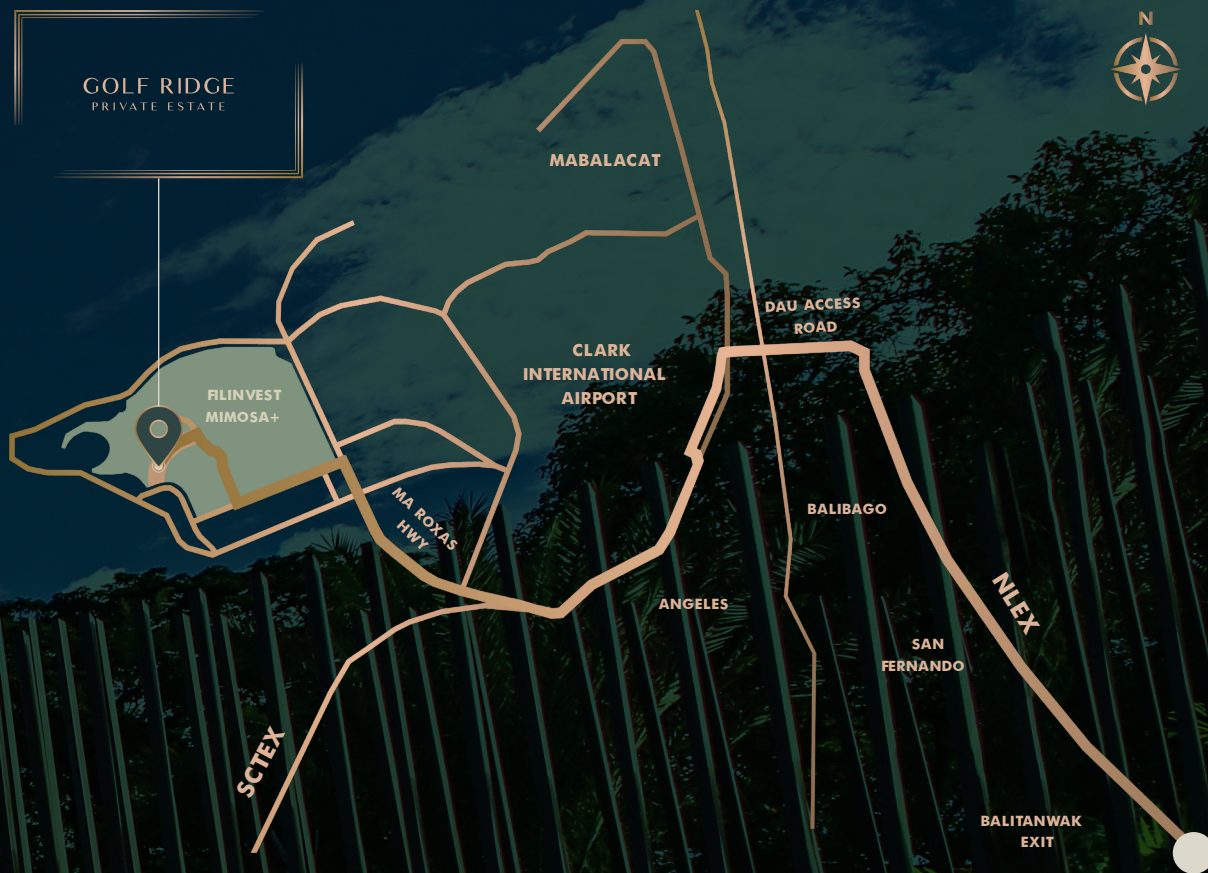 N
GOLF RIDGE
PRIVATE ESTATE
MABALACAT
DAU ACCESS
ROAD
CLARK
INTERNATIONAL
AIRPORT
FILINVEST
MIMOSA+
MA ROXAS
HWY
BALIBAGO
ANGELES
NLEX
SAN
FERNANDO
SCTEX
BALITANWAK
EXIT